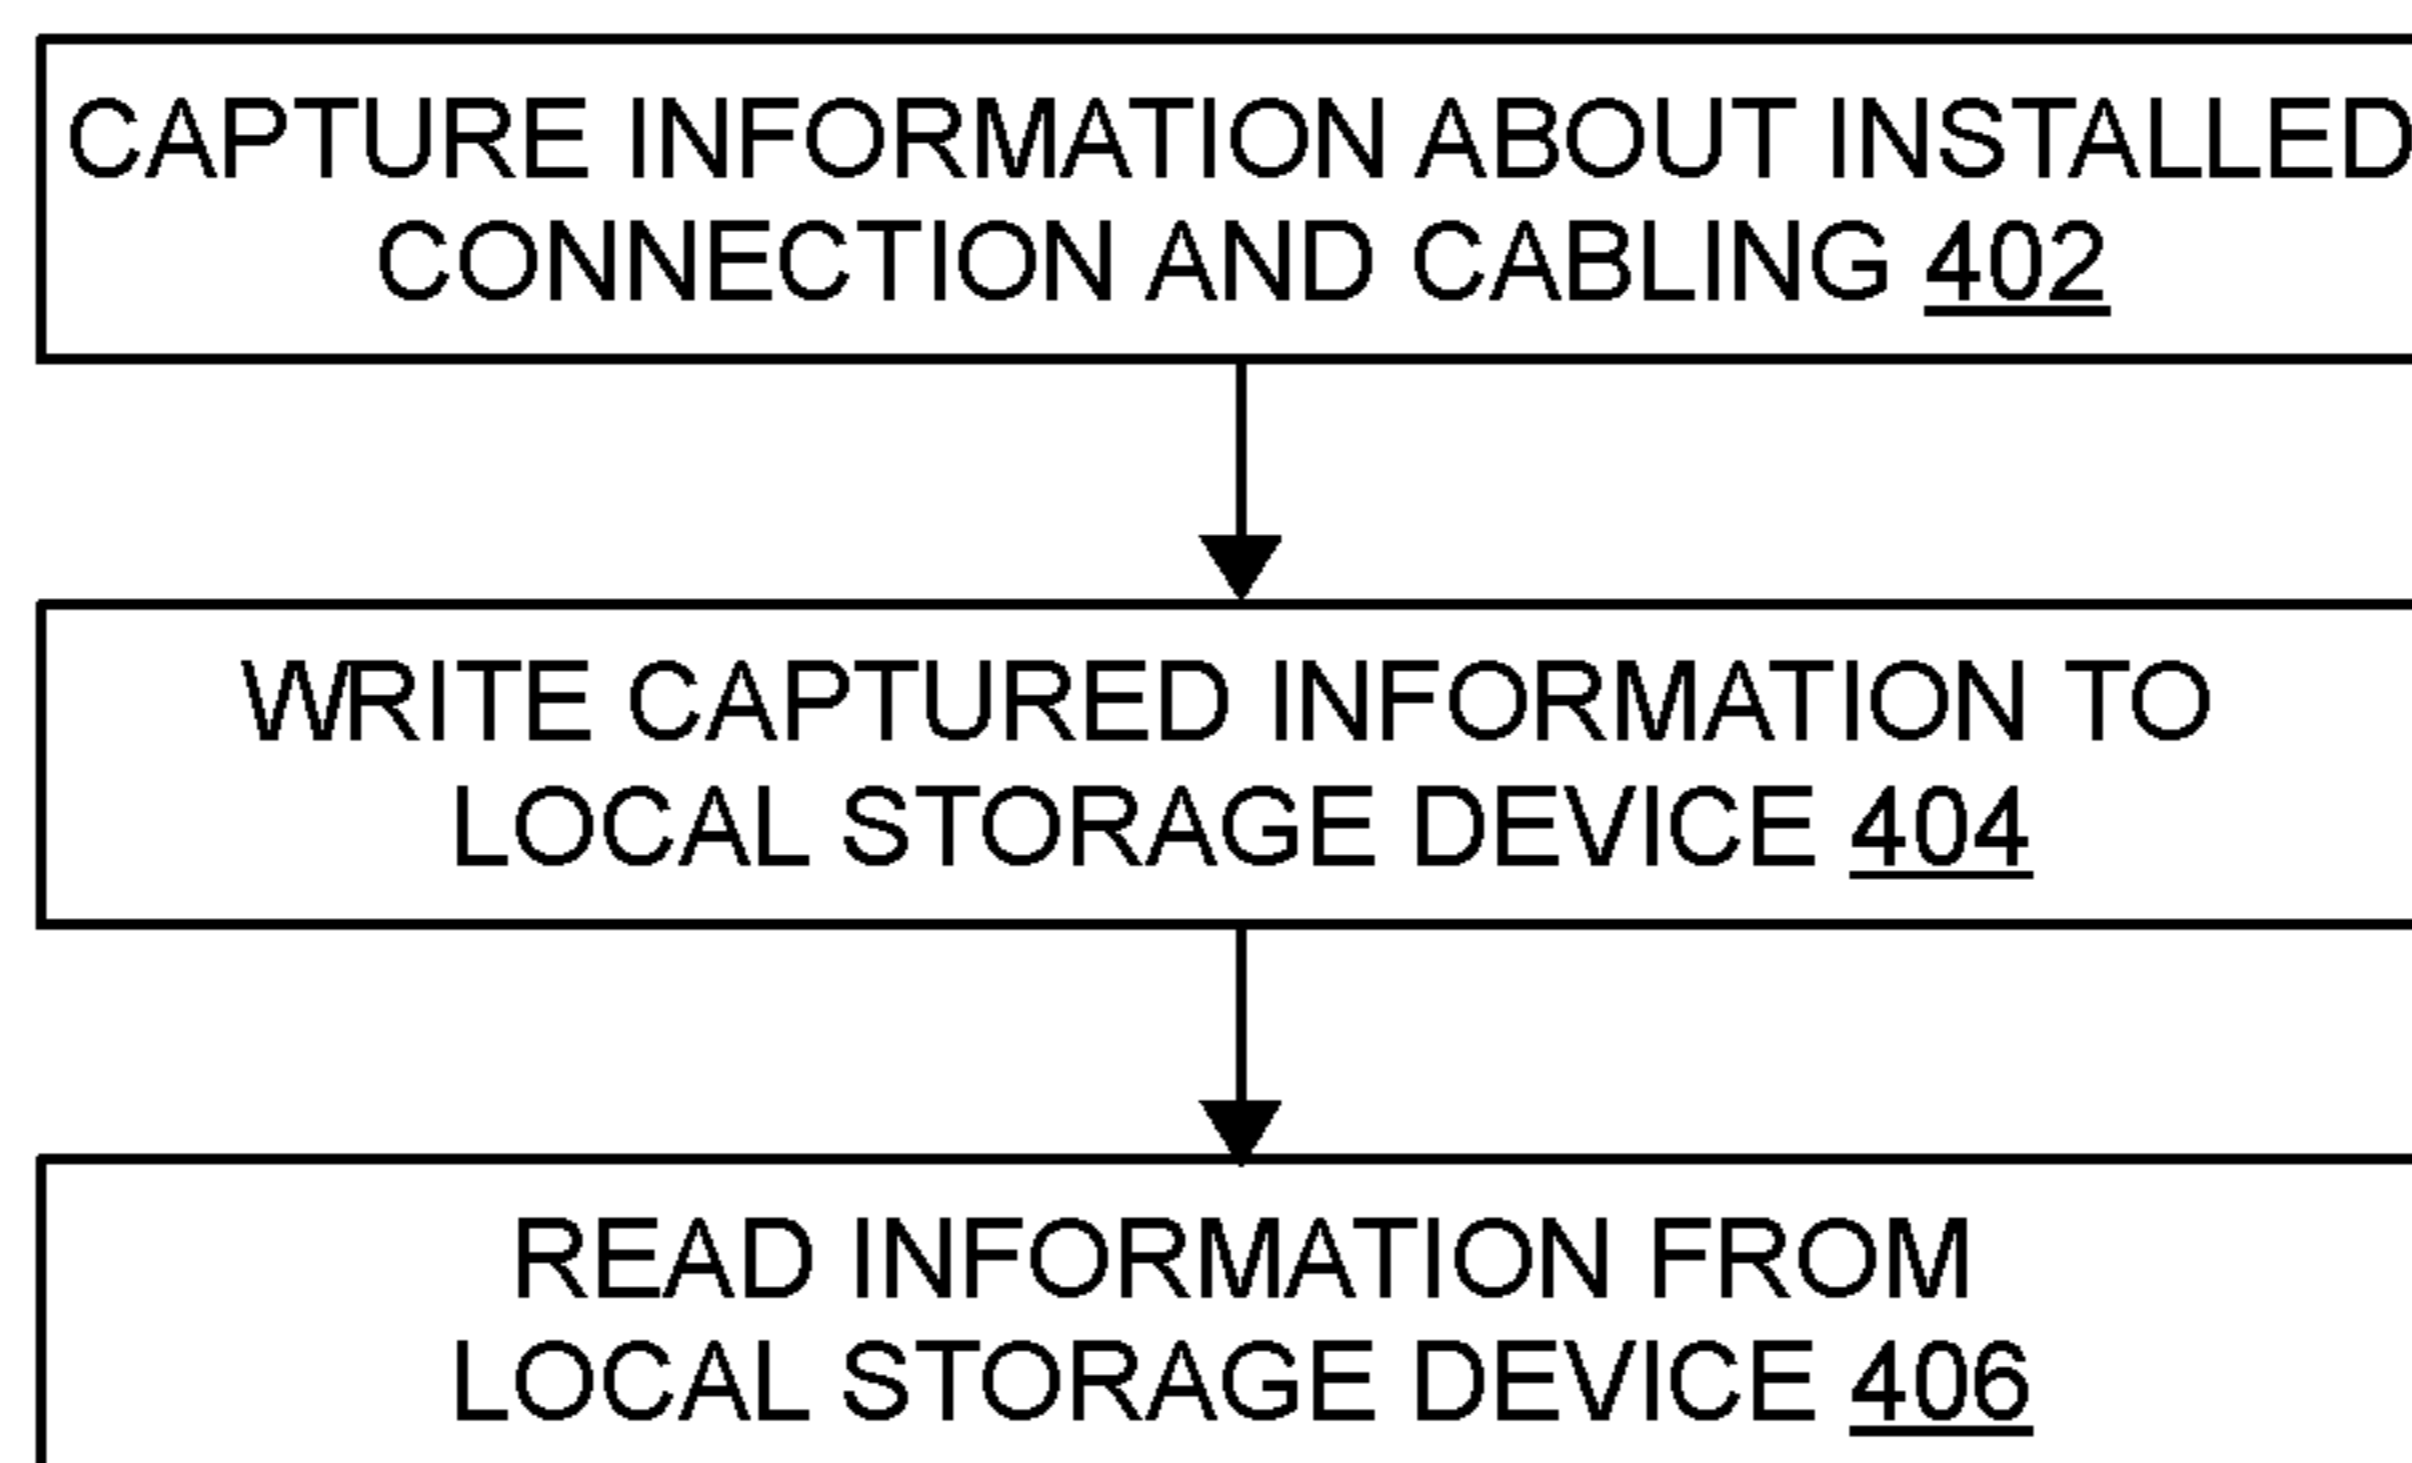 CAPTURE INFORMATION ABOUT INSTALLED
CONNECTION AND CABLING 402
WRITE CAPTURED INFORMATION TO
LOCAL STORAGE DEVICE 404
READ INFORMATION FROM
LOCAL STORAGE DEVICE 406